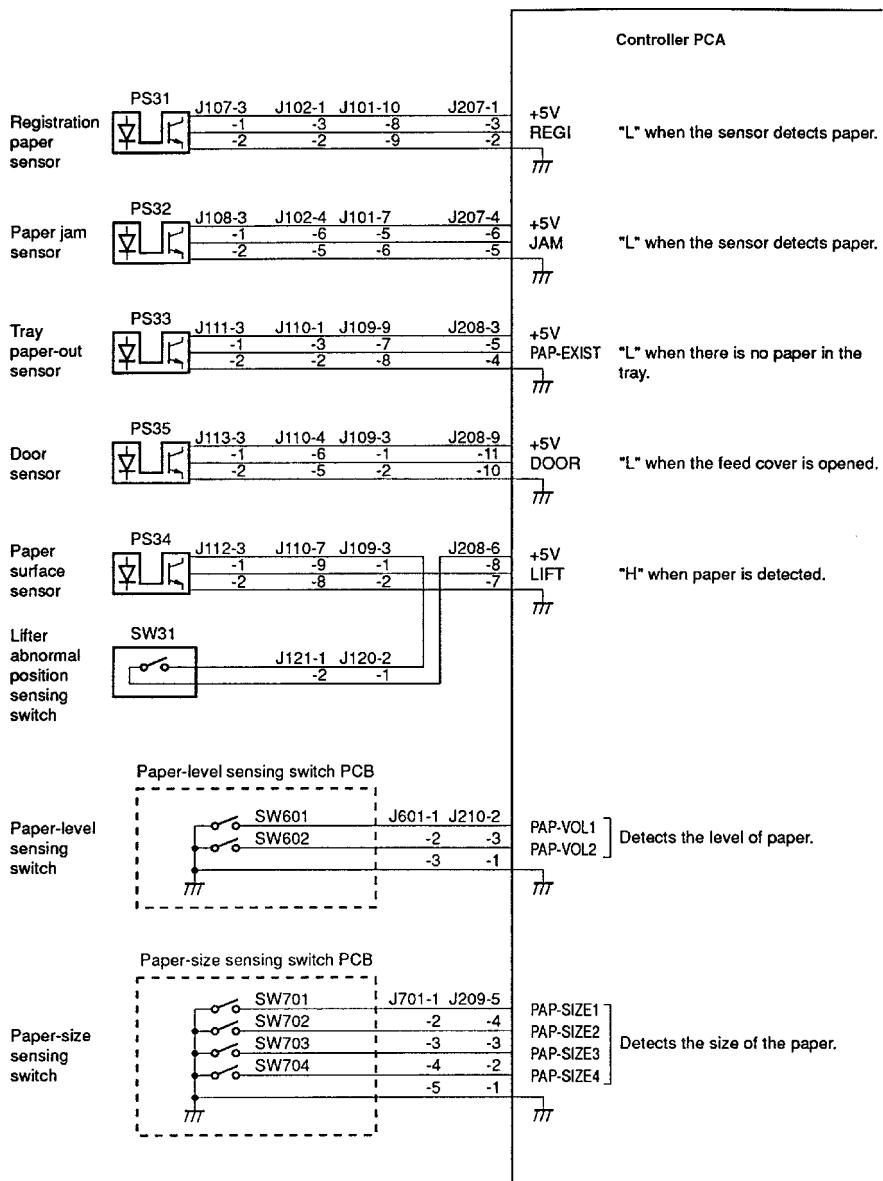 Controller PCA
PS31
J107-3 J102-1 J101-10 J207-1
+5V
Registration paper sensor
-1 -3 -8 -3
REGI
"L" when the sensor detects paper.
-2 -2 -9 -2
PS32
J108-3 J102-4 J101-7 J207-4
+5V
Paper jam sensor
-1 -6 -5 -6
JAM
"L" when the sensor detects paper.
-2 -5 -6 -5
PS33
J111-3 J110-1 J109-9 J208-3
+5V
Tray paper-out sensor
-1 -3 -7 -5
PAP-EXIST
"L" when there is no paper in the
tray.
-2 -2 -8 -4
PS35
J113-3 J110-4 J109-3 J208-9
+5V
Door sensor
-1 -6 -1 -11
DOOR
"L" when the feed cover is opened.
-2 -5 -2 -10
PS34
J112-3 J110-7 J109-3 J208-6
+5V
Paper surface sensor
-1 -9 -1 -8
LIFT
"H" when paper is detected.
-2 -8 -2 -7
Lifter abnormal position sensing switch
SW31
J121-1 J120-2
-2 -1
Paper-level sensing switch PCB
Paper-level sensing switch
SW601 J601-1 J210-2 PAP-VOL1
SW602 -2 -3 PAP-VOL2
Detects the level of paper.
-3 -1
Paper-size sensing switch PCB
Paper-size sensing switch
SW701 J701-1 J209-5 PAP-SIZE1
SW702 -2 -4 PAP-SIZE2
SW703 -3 -3 PAP-SIZE3
Detects the size of the paper.
SW704 -4 -2 PAP-SIZE4
-5 -1